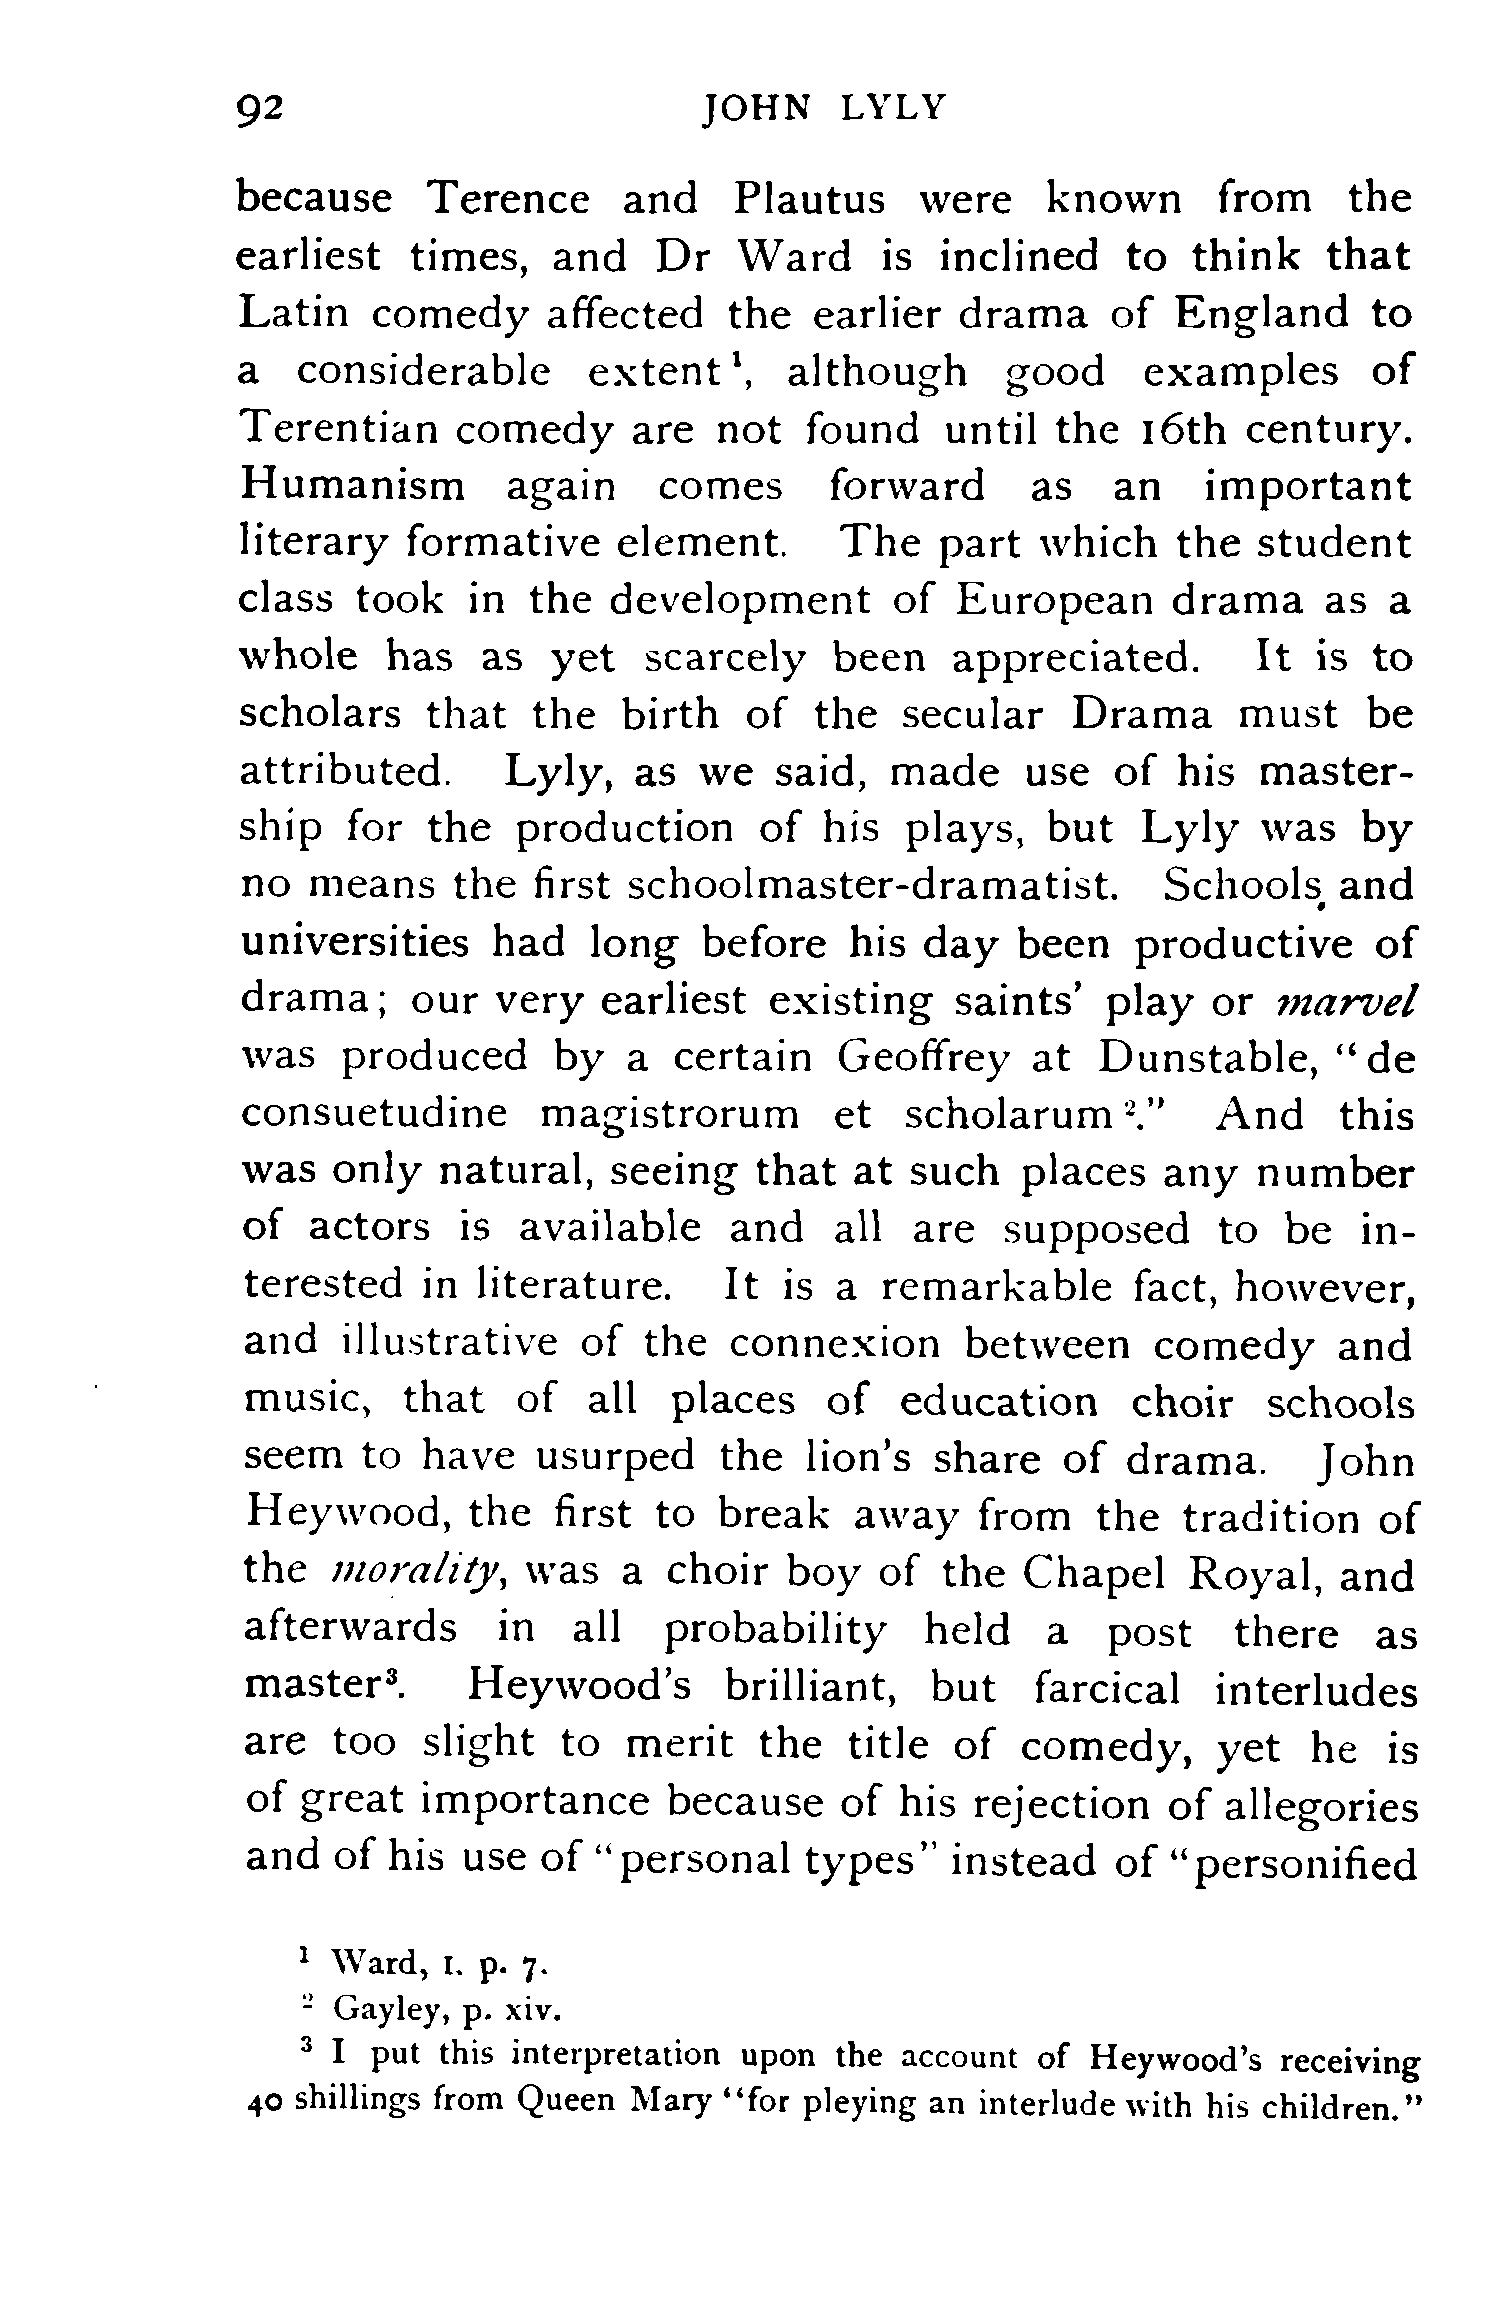 92 JOHN LYLY
because Terence and Plautus were known from the
earliest times, and Dr Ward is inclined to think that
Latin comedy affected the earlier drama of England to
a considerable extent ¹, although good examples of
Terentian comedy are not found until the 16th century.
Humanism again comes forward as an important
literary formative element. The part which the student
class took in the development of European drama as a
whole has as yet scarcely been appreciated. It is to
scholars that the birth of the secular Drama must be
attributed. Lyly, as we said, made use of his master-
ship for the production of his plays, but Lyly was by
no means the first schoolmaster-dramatist. Schools and
universities had long before his day been productive of
drama; our very earliest existing saints' play or marvel
was produced by a certain Geoffrey at Dunstable, "de
consuetudine magistrorum et scholarum ²." And this
was only natural, seeing that at such places any number
of actors is available and all are supposed to be in-
terested in literature. It is a remarkable fact, however,
and illustrative of the connexion between comedy and
music, that of all places of education choir schools
seem to have usurped the lion's share of drama. John
Heywood, the first to break away from the tradition of
the morality, was a choir boy of the Chapel Royal, and
afterwards in all probability held a post there as
master³. Heywood's brilliant, but farcical interludes
are too slight to merit the title of comedy, yet he is
of great importance because of his rejection of allegories
and of his use of "personal types" instead of "personified
¹ Ward, I. p. 7.
² Gayley, p. xiv.
³ I put this interpretation upon the account of Heywood's receiving
40 shillings from Queen Mary "for pleying an interlude with his children."